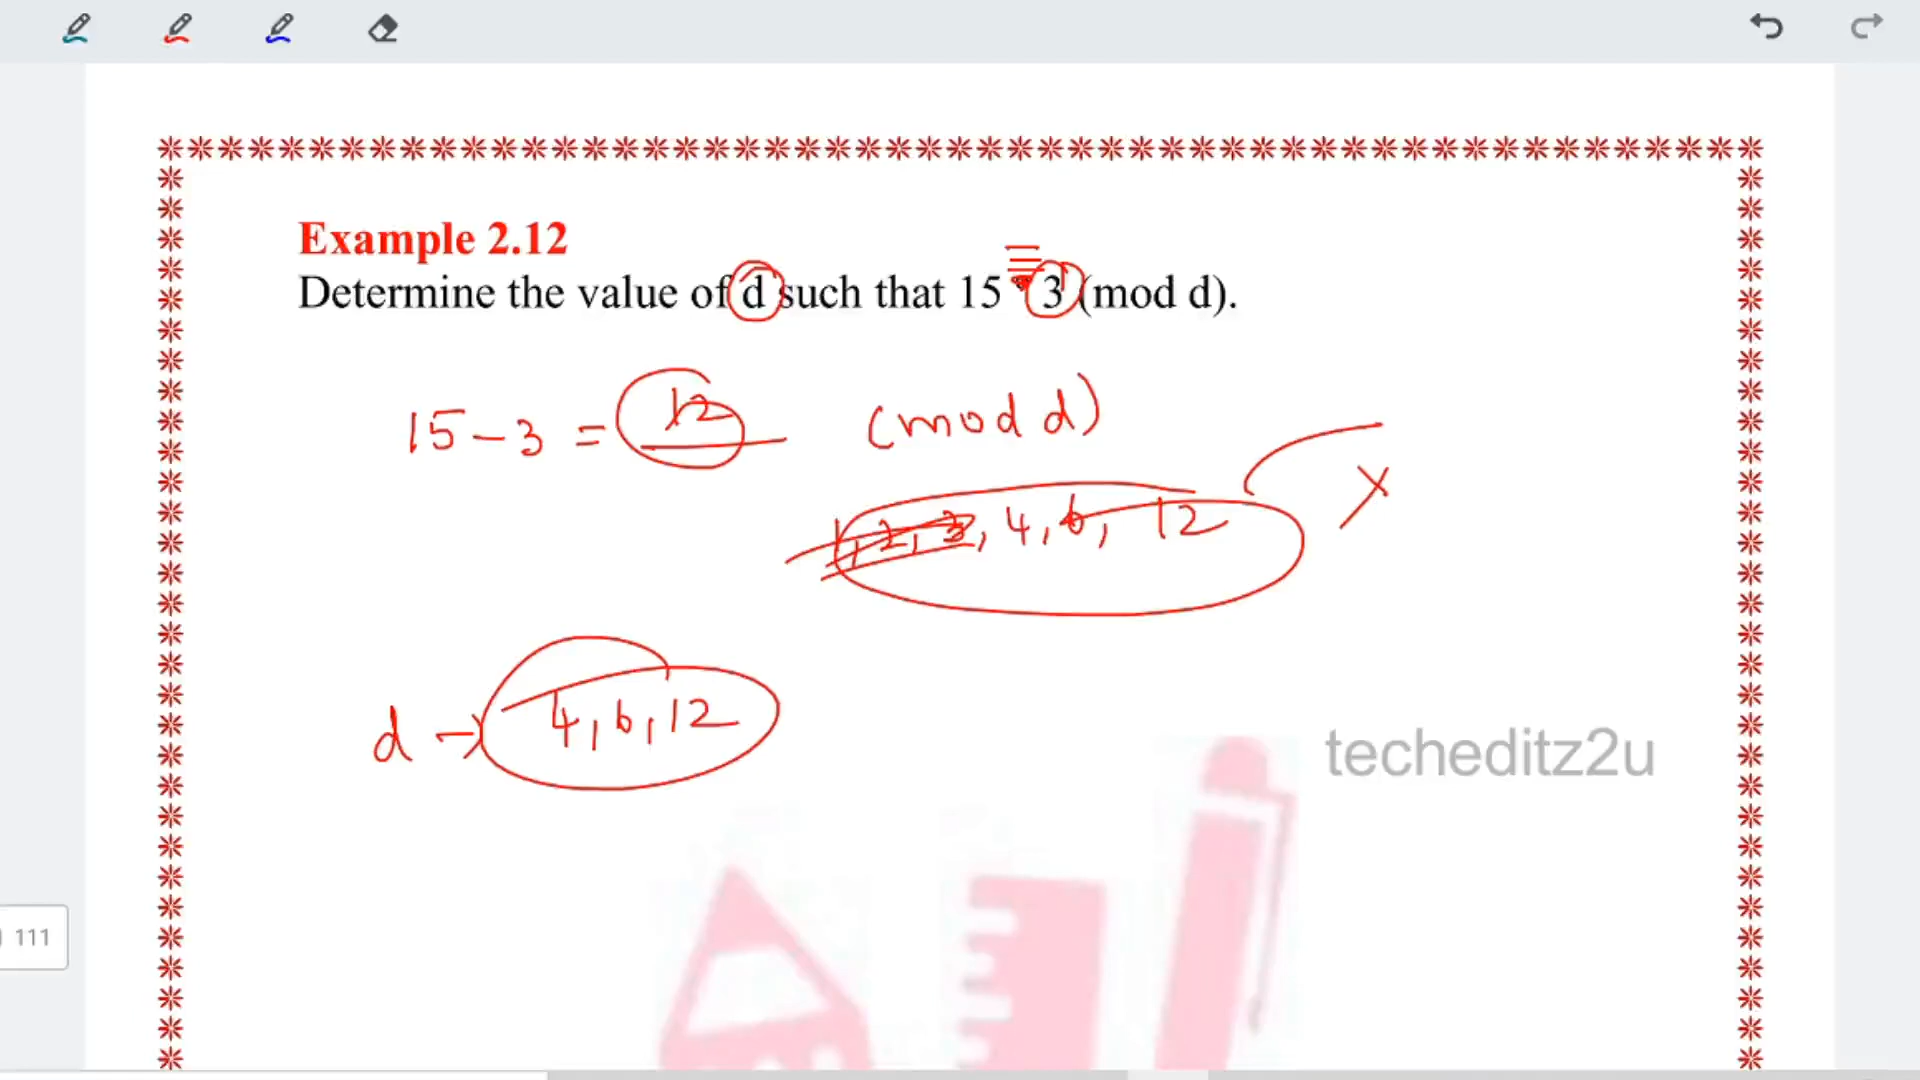 Example 2.12
Determine the value of d such that 15 ≡ 3 (mod d).
15 - 3 = 12 (mod d)
1, 2, 3, 4, 6, 12
d → 4, 6, 12
techeditz2u
111